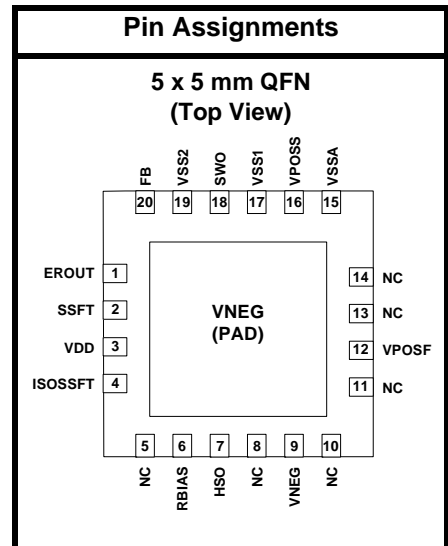 Pin Assignments
5 x 5 mm QFN
(Top View)
FB VSS2 SWO VSS1 VPOSS VSSA
20 19 18 17 16 15
EROUT 1
SSFT 2
VDD 3
ISOSSFT 4
VNEG
(PAD)
14 NC
13 NC
12 VPOSF
11 NC
5 6 7 8 9 10
NC RBIAS HSO NC VNEG NC